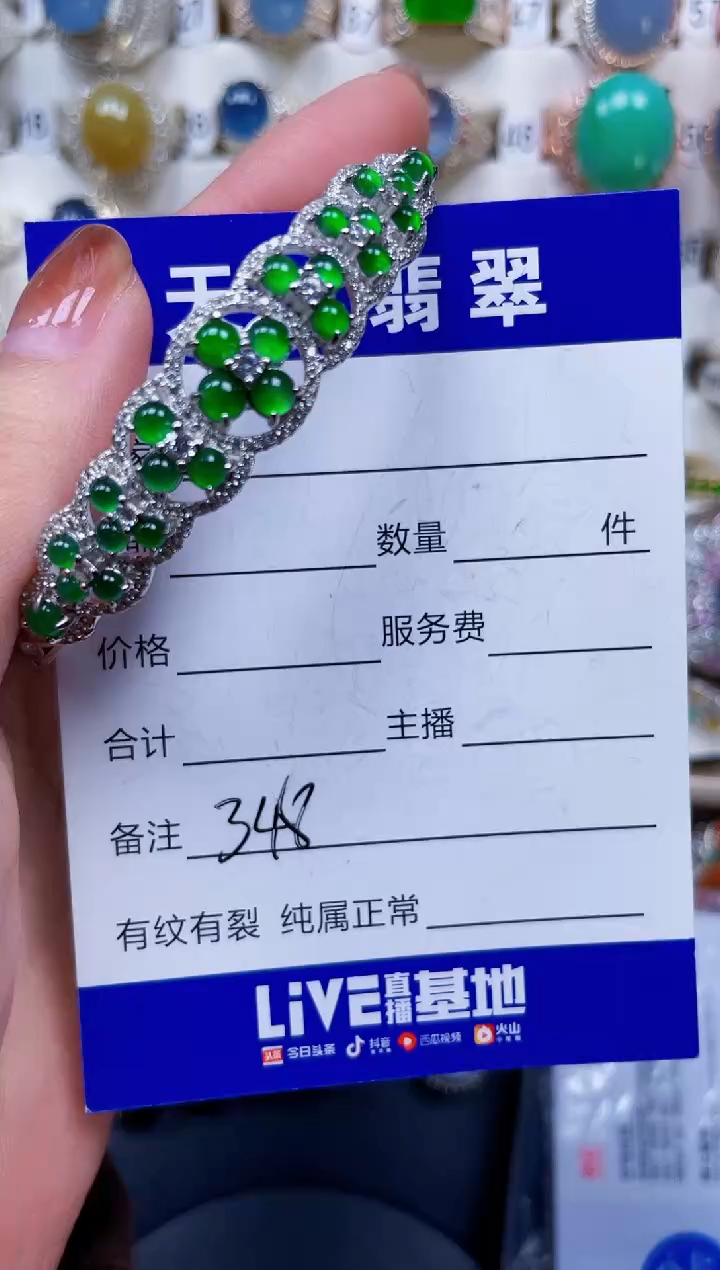 翡翠
数量 件
价格 服务费
合计 主播
备注 348
有纹有裂 纯属正常
LIVE直播基地
头条 今日头条 抖音 西瓜视频 火山